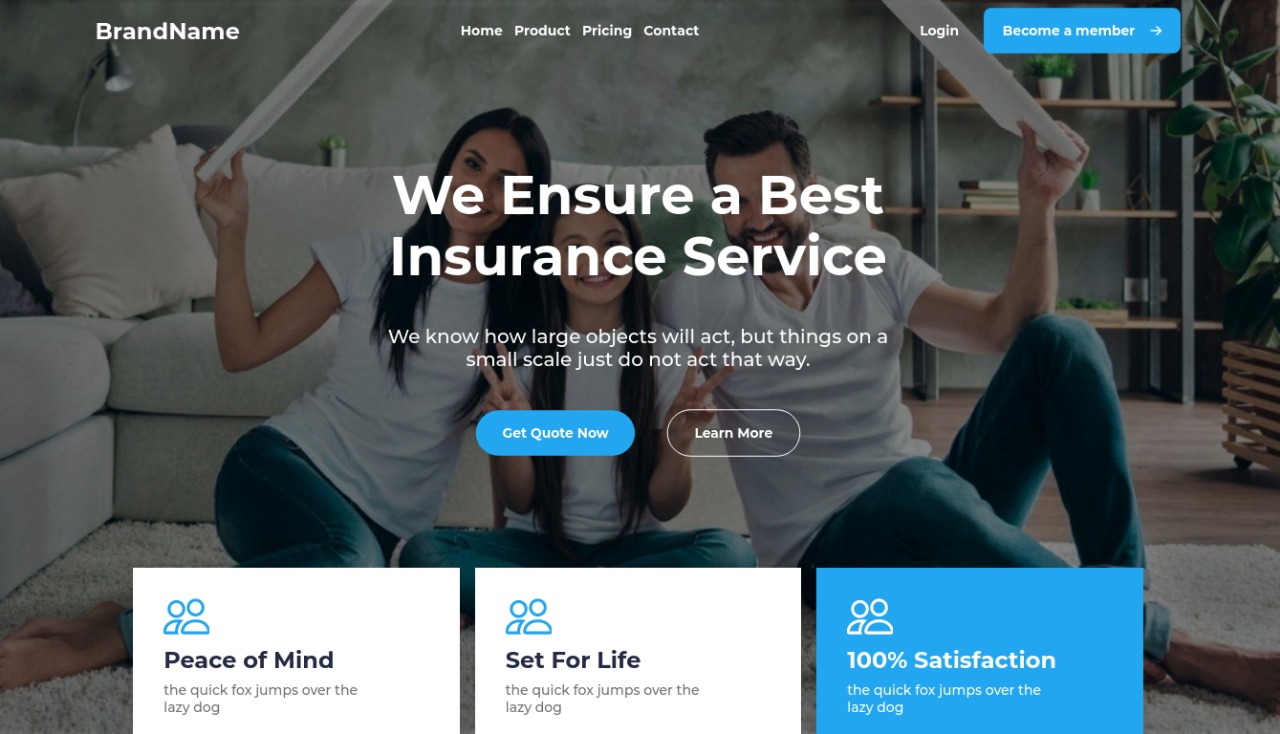 BrandName
Home Product Pricing Contact
Login
Become a member
We Ensure a Best
Insurance Service
We know how large objects will act, but things on a
small scale just do not act that way.
Get Quote Now
Learn More
Peace of Mind
the quick fox jumps over the
lazy dog
Set For Life
the quick fox jumps over the
lazy dog
100% Satisfaction
the quick fox jumps over the
lazy dog